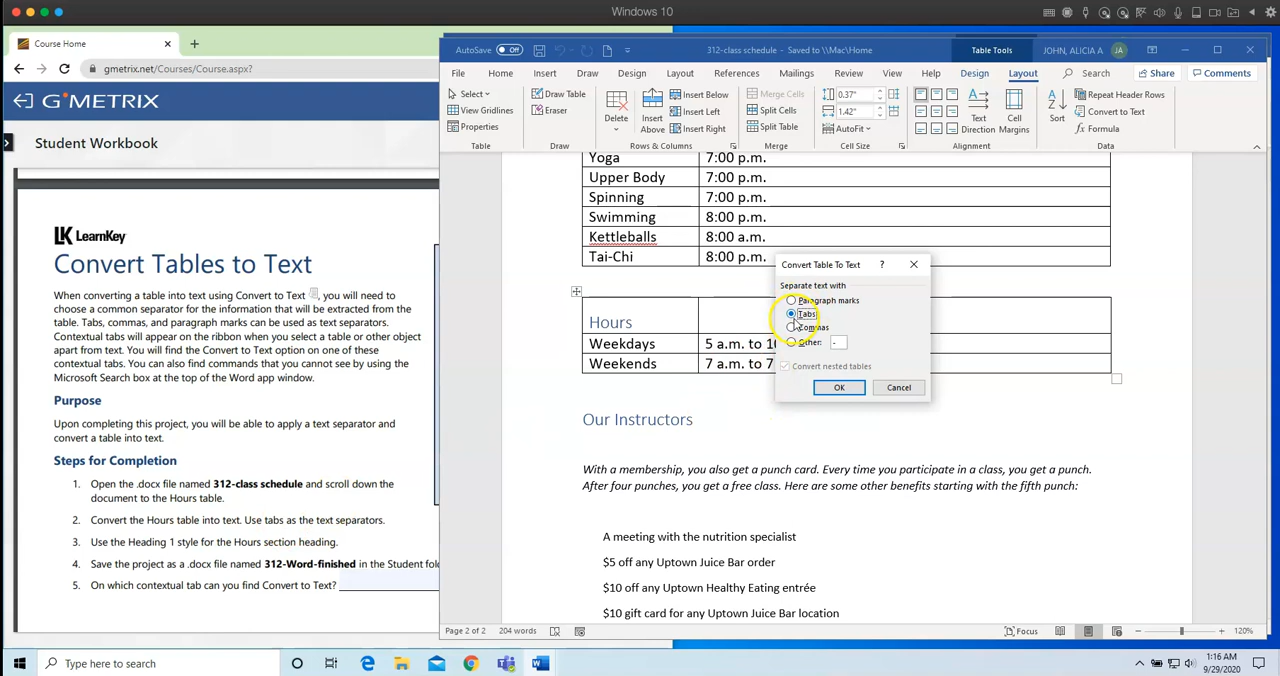 Windows 10
Course Home
gmetrix.net/Courses/Course.aspx?
G METRIX
Student Workbook
LK LearnKey
Convert Tables to Text
When converting a table into text using Convert to Text , you will need to
choose a common separator for the information that will be extracted from the
table. Tabs, commas, and paragraph marks can be used as text separators.
Contextual tabs will appear on the ribbon when you select a table or other object
apart from text. You will find the Convert to Text option on one of these
contextual tabs. You can also find commands that you cannot see by using the
Microsoft Search box at the top of the Word app window.
Purpose
Upon completing this project, you will be able to apply a text separator and
convert a table into text.
Steps for Completion
1. Open the .docx file named 312-class schedule and scroll down the
document to the Hours table.
2. Convert the Hours table into text. Use tabs as the text separators.
3. Use the Heading 1 style for the Hours section heading.
4. Save the project as a .docx file named 312-Word-finished in the Student fol
5. On which contextual tab can you find Convert to Text?
AutoSave Off
312-class schedule - Saved to \\Mac\Home
Table Tools
JOHN, ALICIA A JA
File Home Insert Draw Design Layout References Mailings Review View Help Design Layout Search Share Comments
Select
View Gridlines
Properties
Table
Draw Table
Eraser
Draw
Delete
Insert Above
Insert Below
Insert Left
Insert Right
Rows & Columns
Merge Cells
Split Cells
Split Table
Merge
0.37"
1.42"
AutoFit
Cell Size
Text Direction
Cell Margins
Alignment
Sort
Repeat Header Rows
Convert to Text
Formula
Data
Yoga 7:00 p.m.
Upper Body 7:00 p.m.
Spinning 7:00 p.m.
Swimming 8:00 p.m.
Kettleballs 8:00 a.m.
Tai-Chi 8:00 p.m.
Hours
Weekdays 5 a.m. to 10
Weekends 7 a.m. to 7
Convert Table To Text ?
Separate text with
Paragraph marks
Tabs
Commas
Other: -
Convert nested tables
OK Cancel
Our Instructors
With a membership, you also get a punch card. Every time you participate in a class, you get a punch.
After four punches, you get a free class. Here are some other benefits starting with the fifth punch:
A meeting with the nutrition specialist
$5 off any Uptown Juice Bar order
$10 off any Uptown Healthy Eating entrée
$10 gift card for any Uptown Juice Bar location
Page 2 of 2 204 words
Focus
120%
Type here to search
1:16 AM
9/29/2020